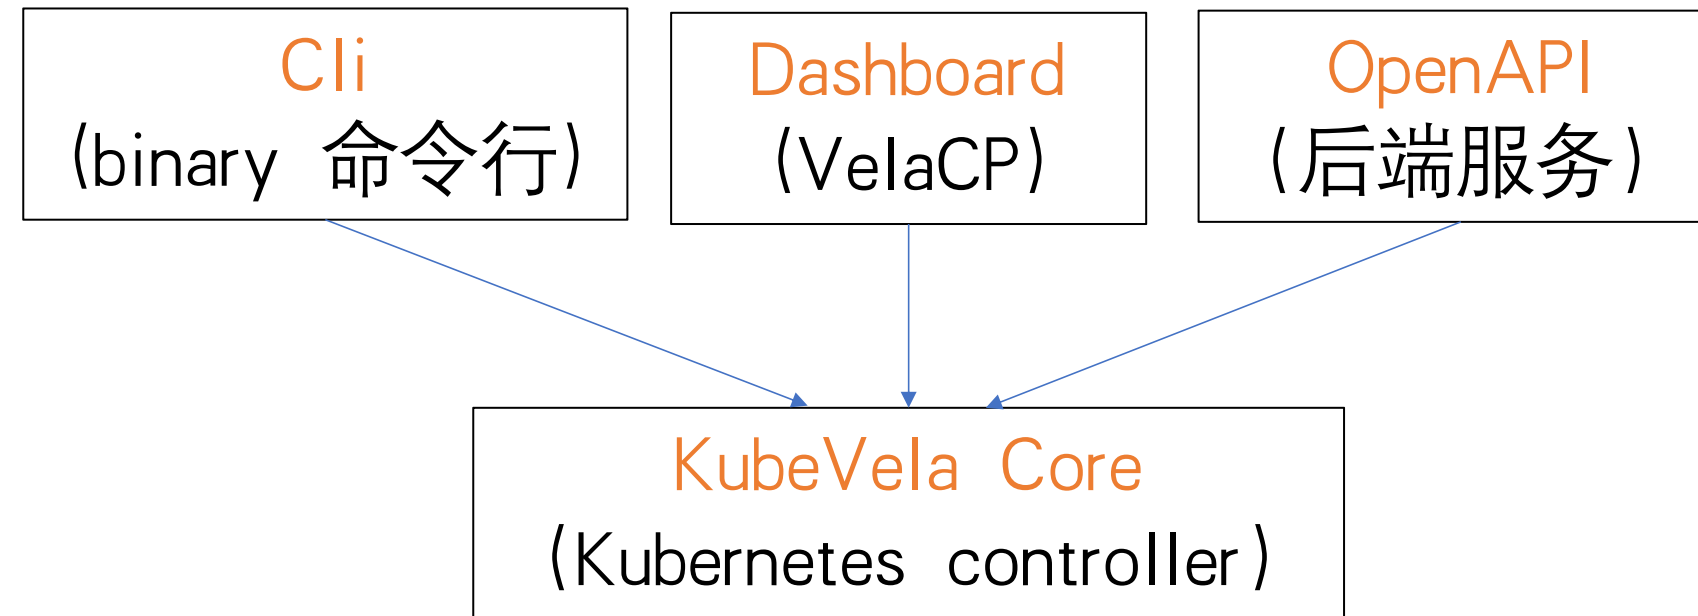 Cli
(binary 命令行)
Dashboard
(VelaCP)
OpenAPI
(后端服务)
KubeVela Core
(Kubernetes controller)